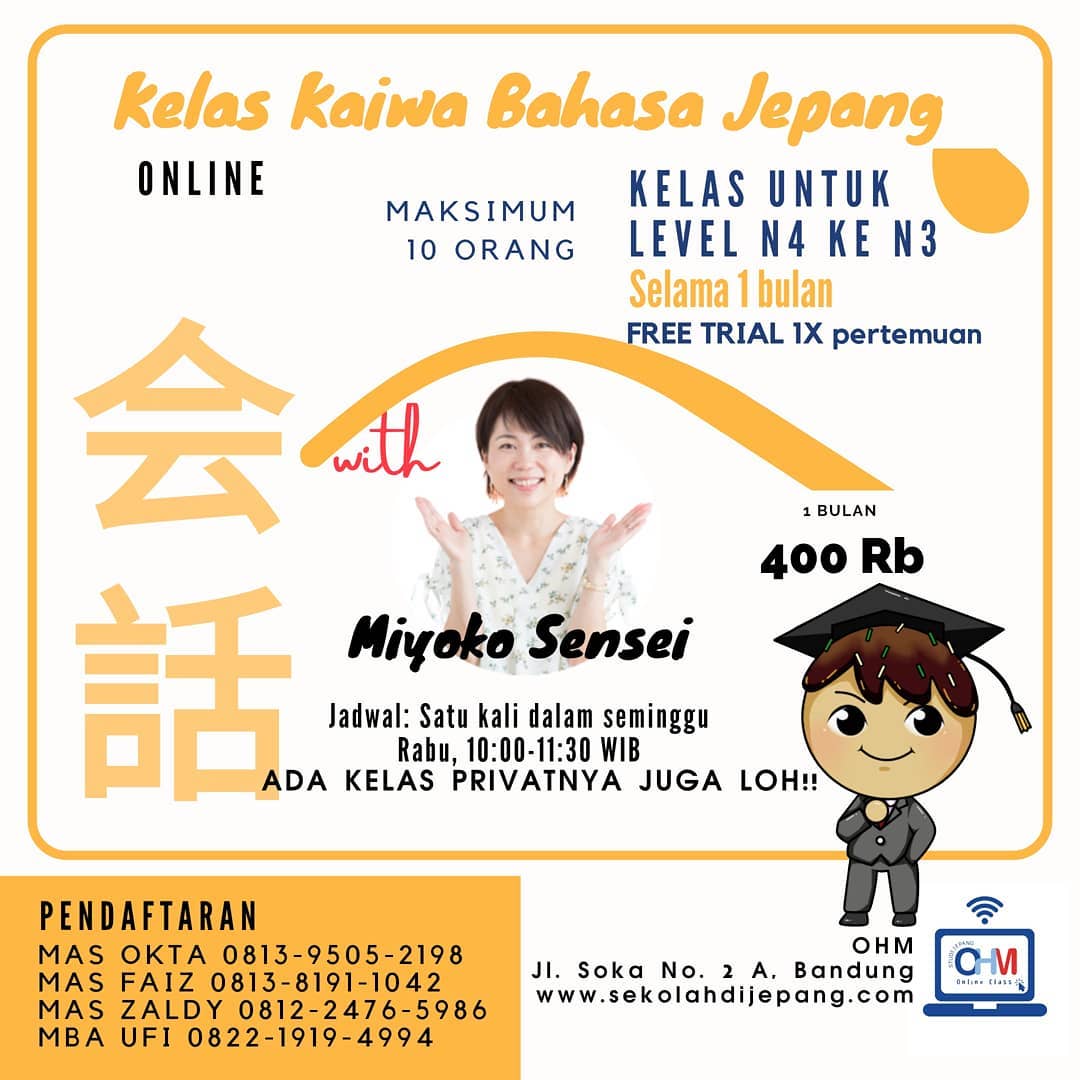 Kelas Kaiwa Bahasa Jepang
ONLINE
MAKSIMUM
10 ORANG
KELAS UNTUK
LEVEL N4 KE N3
Selama 1 bulan
FREE TRIAL 1X pertemuan
会
話
with
Miyoko Sensei
1 BULAN
400 Rb
Jadwal: Satu kali dalam seminggu
Rabu, 10:00-11:30 WIB
ADA KELAS PRIVATNYA JUGA LOH!!
PENDAFTARAN
MAS OKTA 0813-9505-2198
MAS FAIZ 0813-8191-1042
MAS ZALDY 0812-2476-5986
MBA UFI 0822-1919-4994
OHM
Jl. Soka No. 2 A, Bandung
www.sekolahdijepang.com
STUDI JEPANG
OHM
Online Class